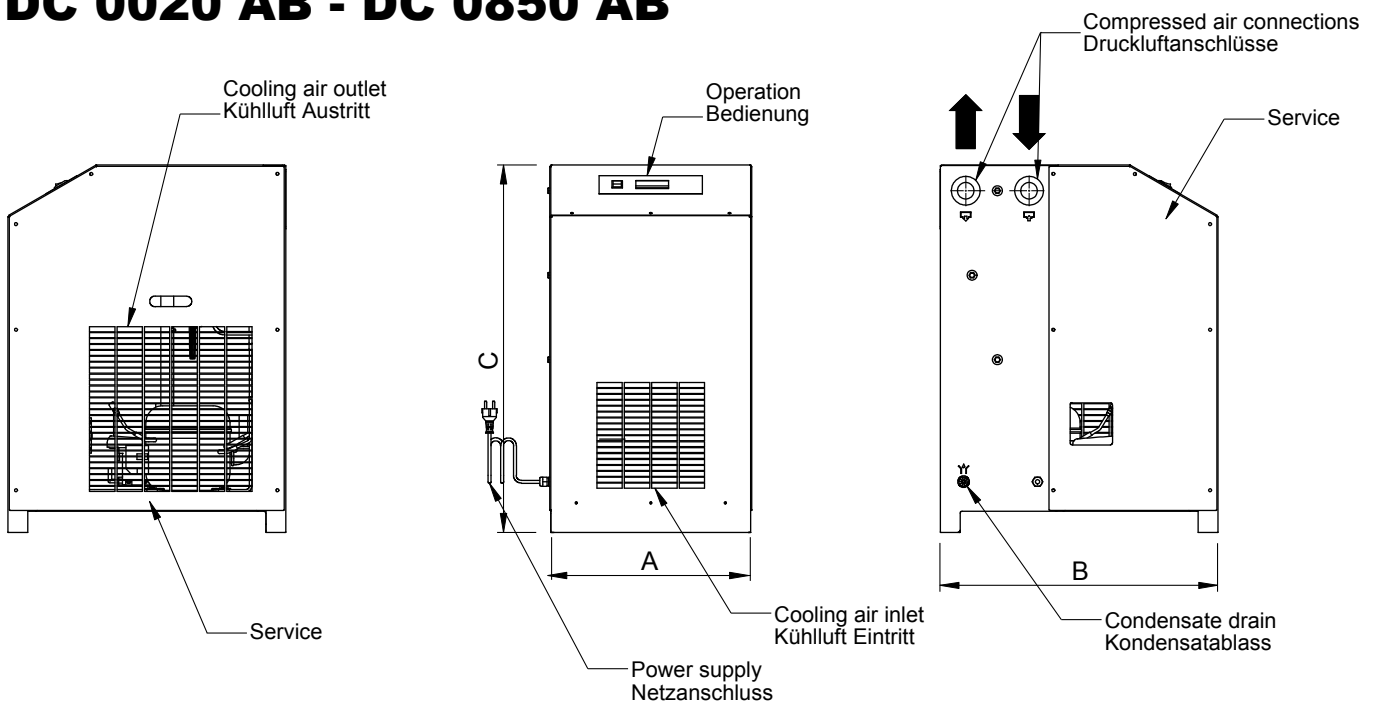 DC 0020 AB - DC 0850 AB
Compressed air connections
Druckluftanschlüsse
Cooling air outlet
Kühlluft Austritt
Operation
Bedienung
Service
C
A
B
Cooling air inlet
Kühlluft Eintritt
Condensate drain
Kondensatablass
Service
Power supply
Netzanschluss